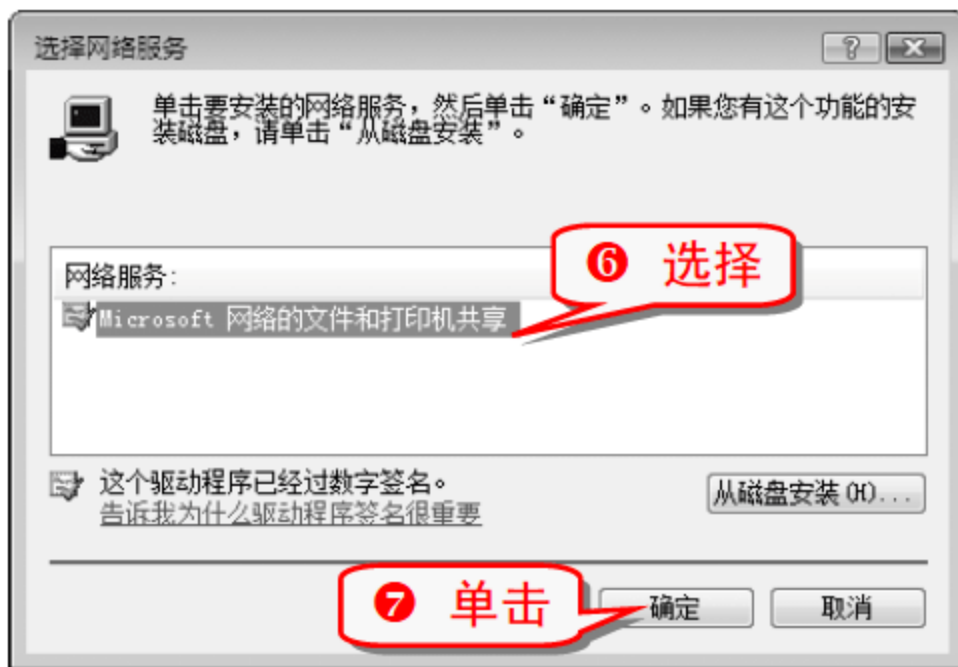 选择网络服务
单击要安装的网络服务，然后单击“确定”。如果您有这个功能的安
装磁盘，请单击“从磁盘安装”。
❻ 选择
网络服务:
Microsoft 网络的文件和打印机共享
这个驱动程序已经过数字签名。
告诉我为什么驱动程序签名很重要
从磁盘安装(H)...
❼ 单击
确定
取消